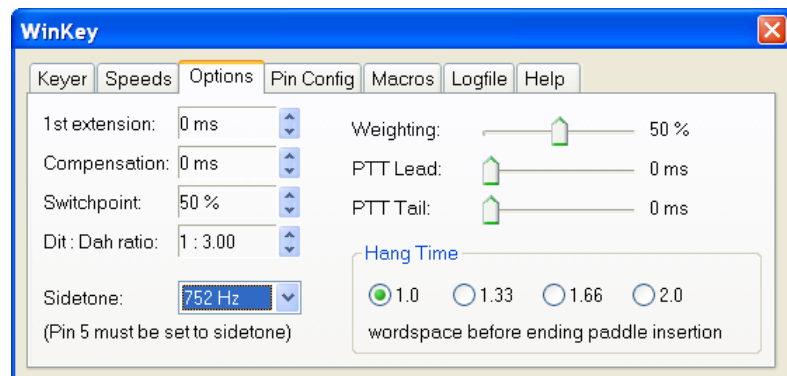 WinKey
Keyer Speeds Options Pin Config Macros Logfile Help
1st extension: 0 ms
Compensation: 0 ms
Switchpoint: 50 %
Dit : Dah ratio: 1 : 3.00
Sidetone: 752 Hz
(Pin 5 must be set to sidetone)
Weighting: 50 %
PTT Lead: 0 ms
PTT Tail: 0 ms
Hang Time
1.0 1.33 1.66 2.0
wordspace before ending paddle insertion